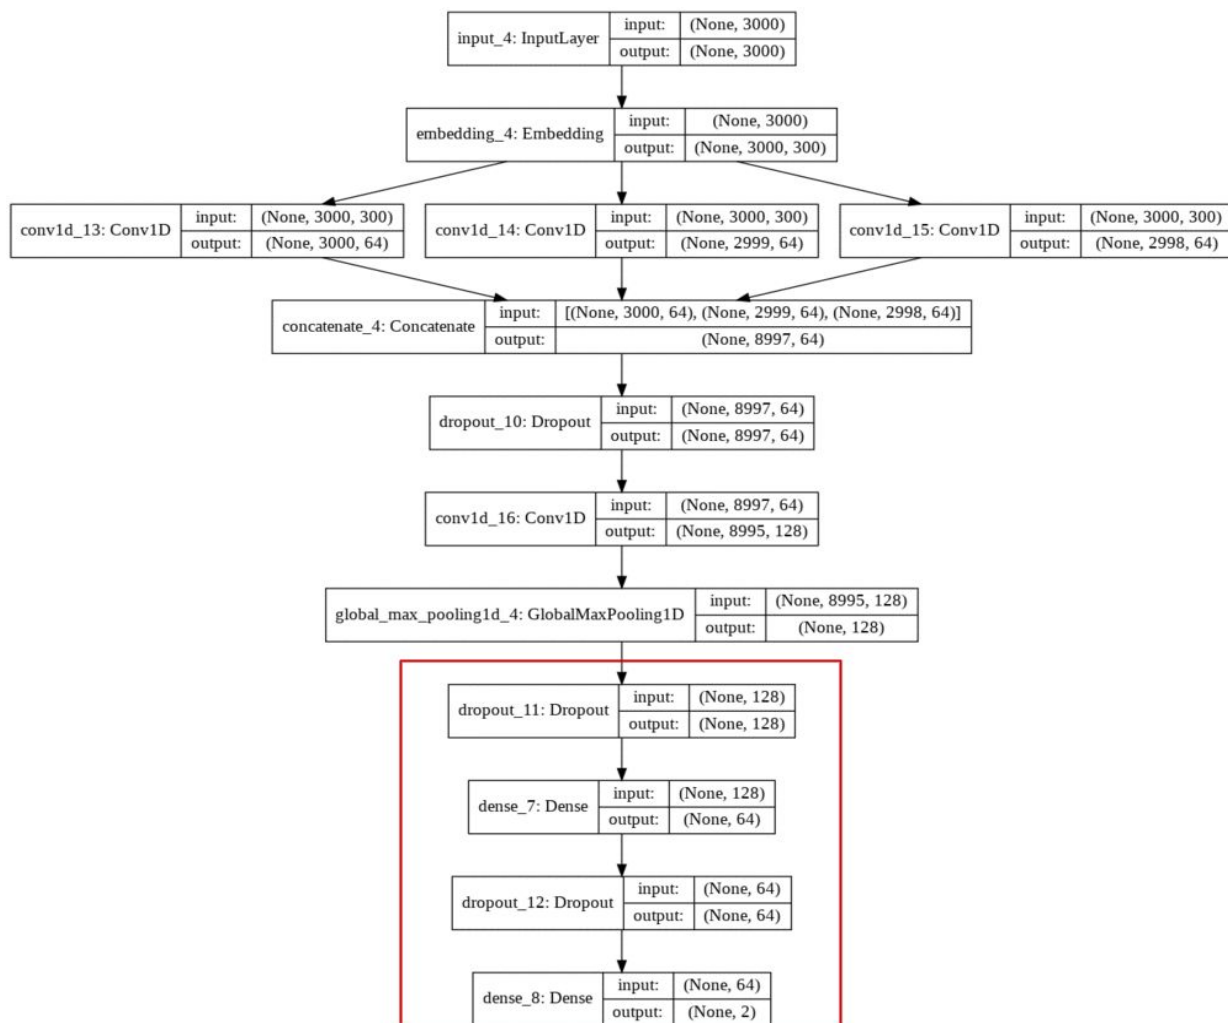 input_4: InputLayer input: (None, 3000)
output: (None, 3000)
embedding_4: Embedding input: (None, 3000)
output: (None, 3000, 300)
conv1d_13: Conv1D input: (None, 3000, 300)
output: (None, 3000, 64)
conv1d_14: Conv1D input: (None, 3000, 300)
output: (None, 2999, 64)
conv1d_15: Conv1D input: (None, 3000, 300)
output: (None, 2998, 64)
concatenate_4: Concatenate input: [(None, 3000, 64), (None, 2999, 64), (None, 2998, 64)]
output: (None, 8997, 64)
dropout_10: Dropout input: (None, 8997, 64)
output: (None, 8997, 64)
conv1d_16: Conv1D input: (None, 8997, 64)
output: (None, 8995, 128)
global_max_pooling1d_4: GlobalMaxPooling1D input: (None, 8995, 128)
output: (None, 128)
dropout_11: Dropout input: (None, 128)
output: (None, 128)
dense_7: Dense input: (None, 128)
output: (None, 64)
dropout_12: Dropout input: (None, 64)
output: (None, 64)
dense_8: Dense input: (None, 64)
output: (None, 2)